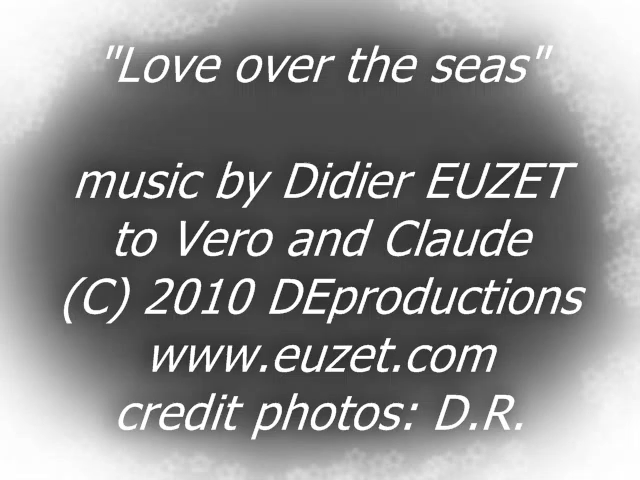 "Love over the seas"
music by Didier EUZET
to Vero and Claude
(C) 2010 DEproductions
www.euzet.com
credit photos: D.R.